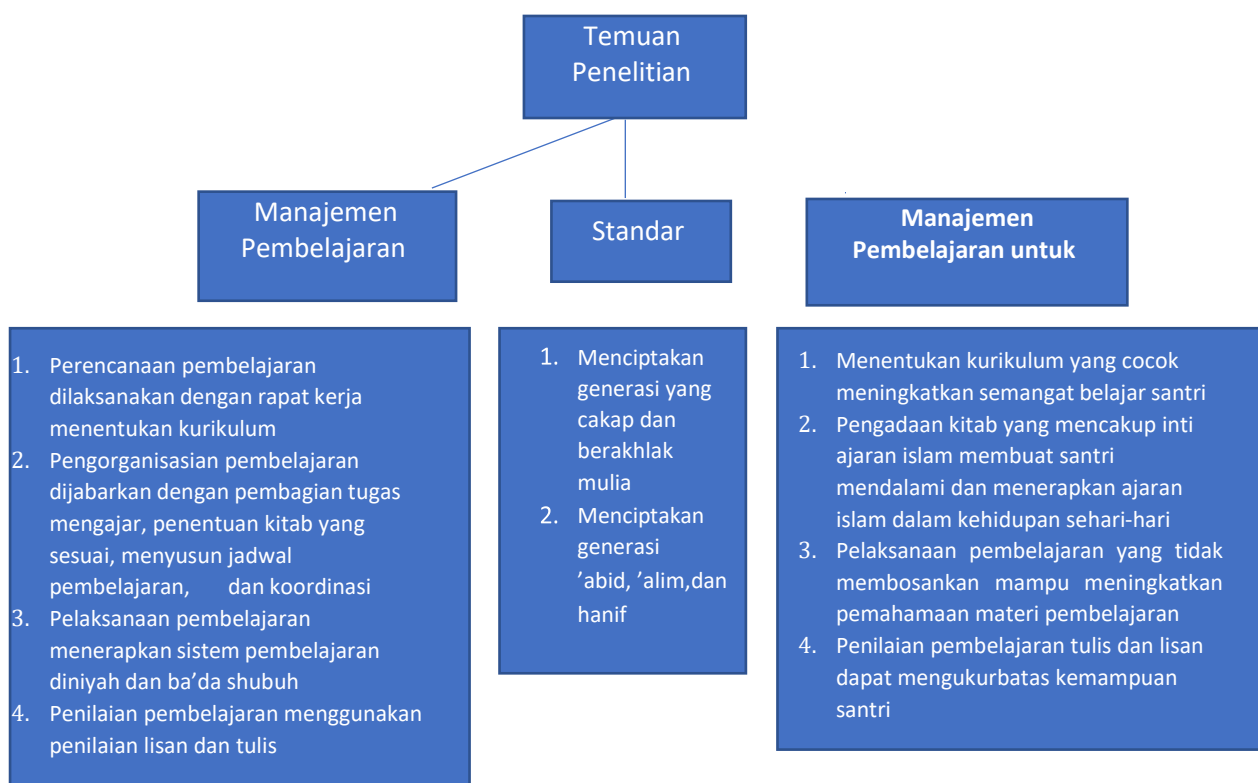 Temuan
Penelitian
Manajemen
Pembelajaran
Standar
Manajemen
Pembelajaran untuk
1. Perencanaan pembelajaran
dilaksanakan dengan rapat kerja
menentukan kurikulum
2. Pengorganisasian pembelajaran
dijabarkan dengan pembagian tugas
mengajar, penentuan kitab yang
sesuai, menyusun jadwal
pembelajaran, dan koordinasi
3. Pelaksanaan pembelajaran
menerapkan sistem pembelajaran
diniyah dan ba’da shubuh
4. Penilaian pembelajaran menggunakan
penilaian lisan dan tulis
1. Menciptakan
generasi yang
cakap dan
berakhlak
mulia
2. Menciptakan
generasi
’abid, ’alim,dan
hanif
1. Menentukan kurikulum yang cocok
meningkatkan semangat belajar santri
2. Pengadaan kitab yang mencakup inti
ajaran islam membuat santri
mendalami dan menerapkan ajaran
islam dalam kehidupan sehari-hari
3. Pelaksanaan pembelajaran yang tidak
membosankan mampu meningkatkan
pemahamaan materi pembelajaran
4. Penilaian pembelajaran tulis dan lisan
dapat mengukurbatas kemampuan
santri